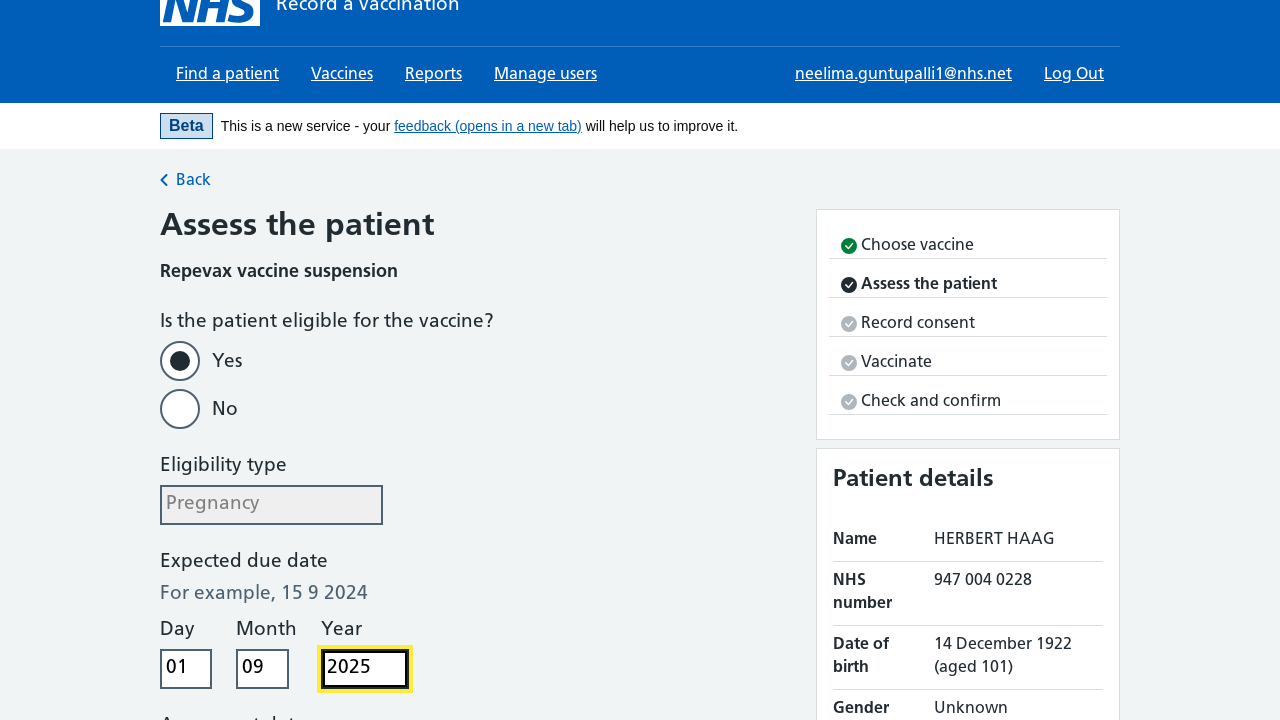 NHS Record a vaccination
Find a patient Vaccines Reports Manage users neelima.guntupalli1@nhs.net Log Out
Beta This is a new service - your feedback (opens in a new tab) will help us to improve it.
Back
Assess the patient
Repevax vaccine suspension
Is the patient eligible for the vaccine?
Yes
No
Eligibility type
Pregnancy
Expected due date
For example, 15 9 2024
Day Month Year
01 09 2025
Choose vaccine
Assess the patient
Record consent
Vaccinate
Check and confirm
Patient details
Name HERBERT HAAG
NHS number 947 004 0228
Date of birth 14 December 1922 (aged 101)
Gender Unknown